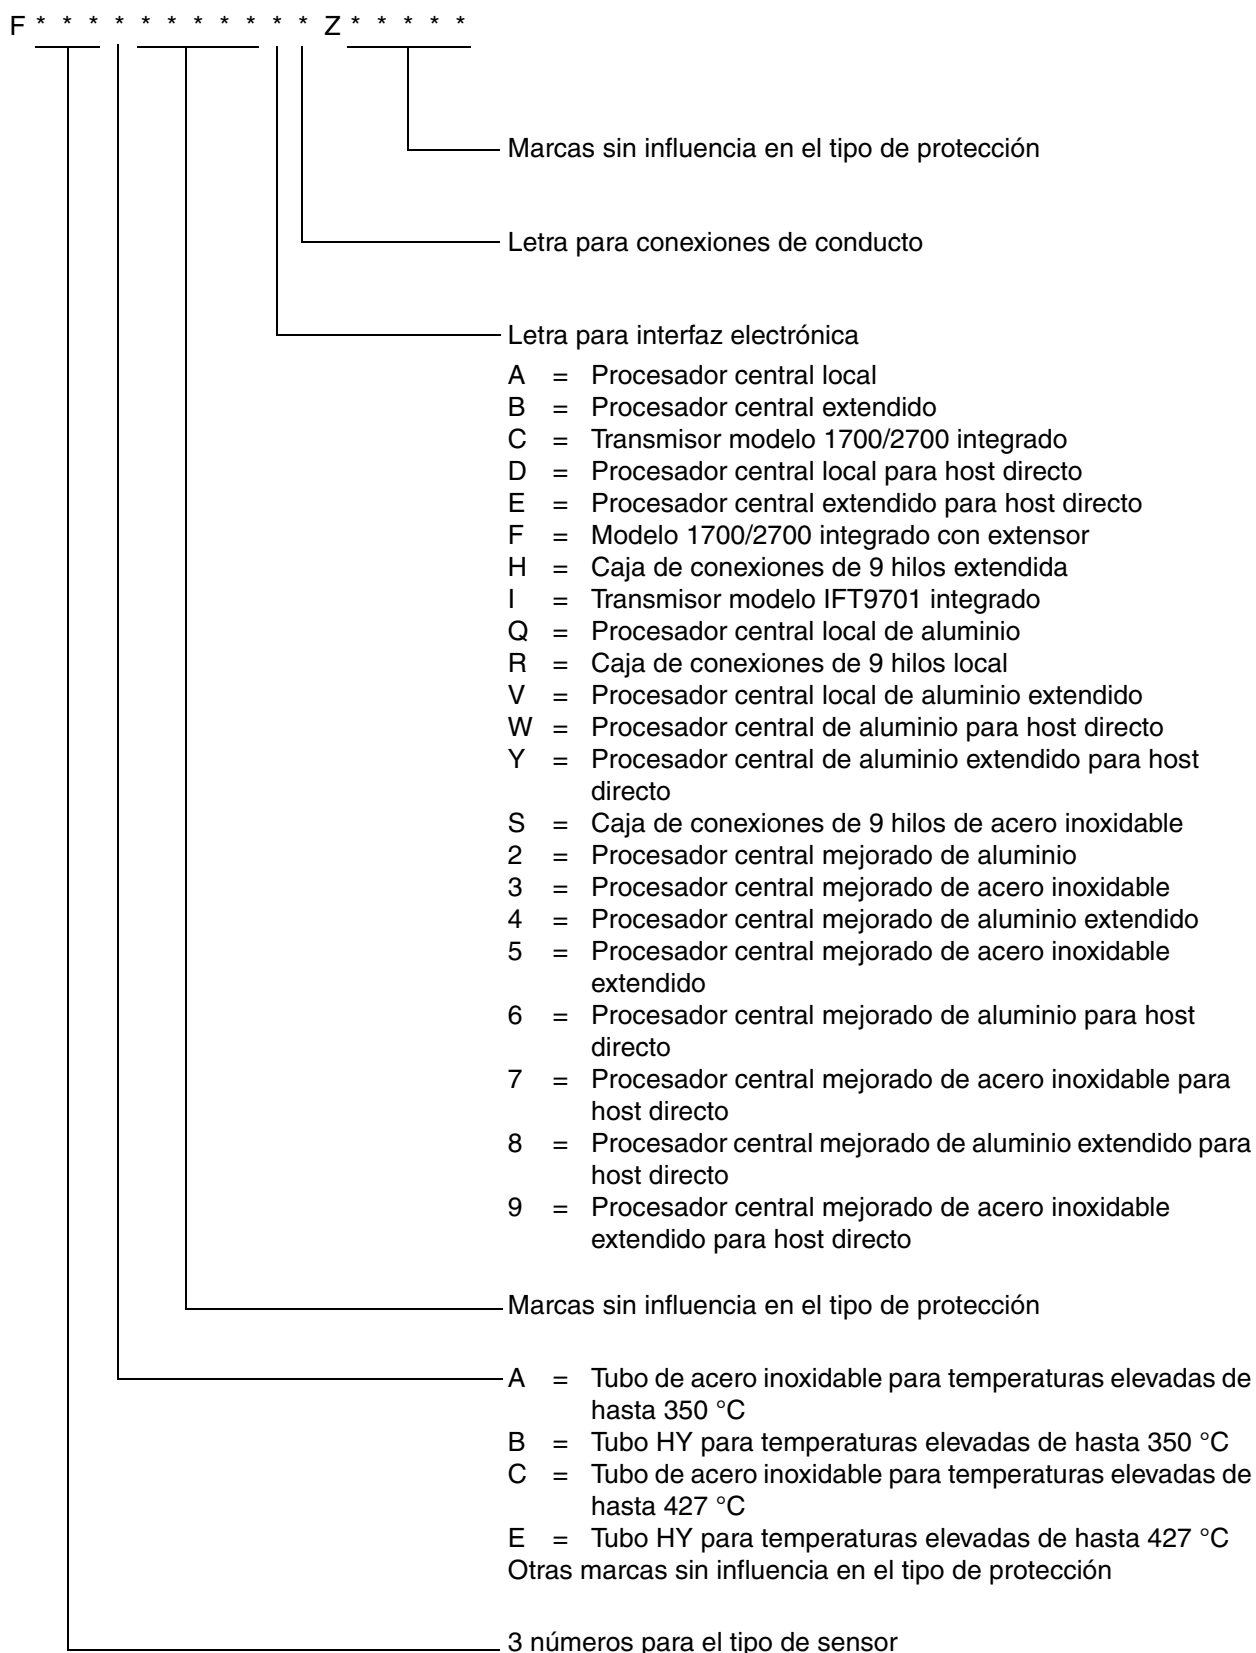 F * * * * * * * * * * * Z * * * * *
Marcas sin influencia en el tipo de protección
Letra para conexiones de conducto
Letra para interfaz electrónica
A = Procesador central local
B = Procesador central extendido
C = Transmisor modelo 1700/2700 integrado
D = Procesador central local para host directo
E = Procesador central extendido para host directo
F = Modelo 1700/2700 integrado con extensor
H = Caja de conexiones de 9 hilos extendida
I = Transmisor modelo IFT9701 integrado
Q = Procesador central local de aluminio
R = Caja de conexiones de 9 hilos local
V = Procesador central local de aluminio extendido
W = Procesador central de aluminio para host directo
Y = Procesador central de aluminio extendido para host
directo
S = Caja de conexiones de 9 hilos de acero inoxidable
2 = Procesador central mejorado de aluminio
3 = Procesador central mejorado de acero inoxidable
4 = Procesador central mejorado de aluminio extendido
5 = Procesador central mejorado de acero inoxidable
extendido
6 = Procesador central mejorado de aluminio para host
directo
7 = Procesador central mejorado de acero inoxidable para
host directo
8 = Procesador central mejorado de aluminio extendido para
host directo
9 = Procesador central mejorado de acero inoxidable
extendido para host directo
Marcas sin influencia en el tipo de protección
A = Tubo de acero inoxidable para temperaturas elevadas de
hasta 350 °C
B = Tubo HY para temperaturas elevadas de hasta 350 °C
C = Tubo de acero inoxidable para temperaturas elevadas de
hasta 427 °C
E = Tubo HY para temperaturas elevadas de hasta 427 °C
Otras marcas sin influencia en el tipo de protección
3 números para el tipo de sensor